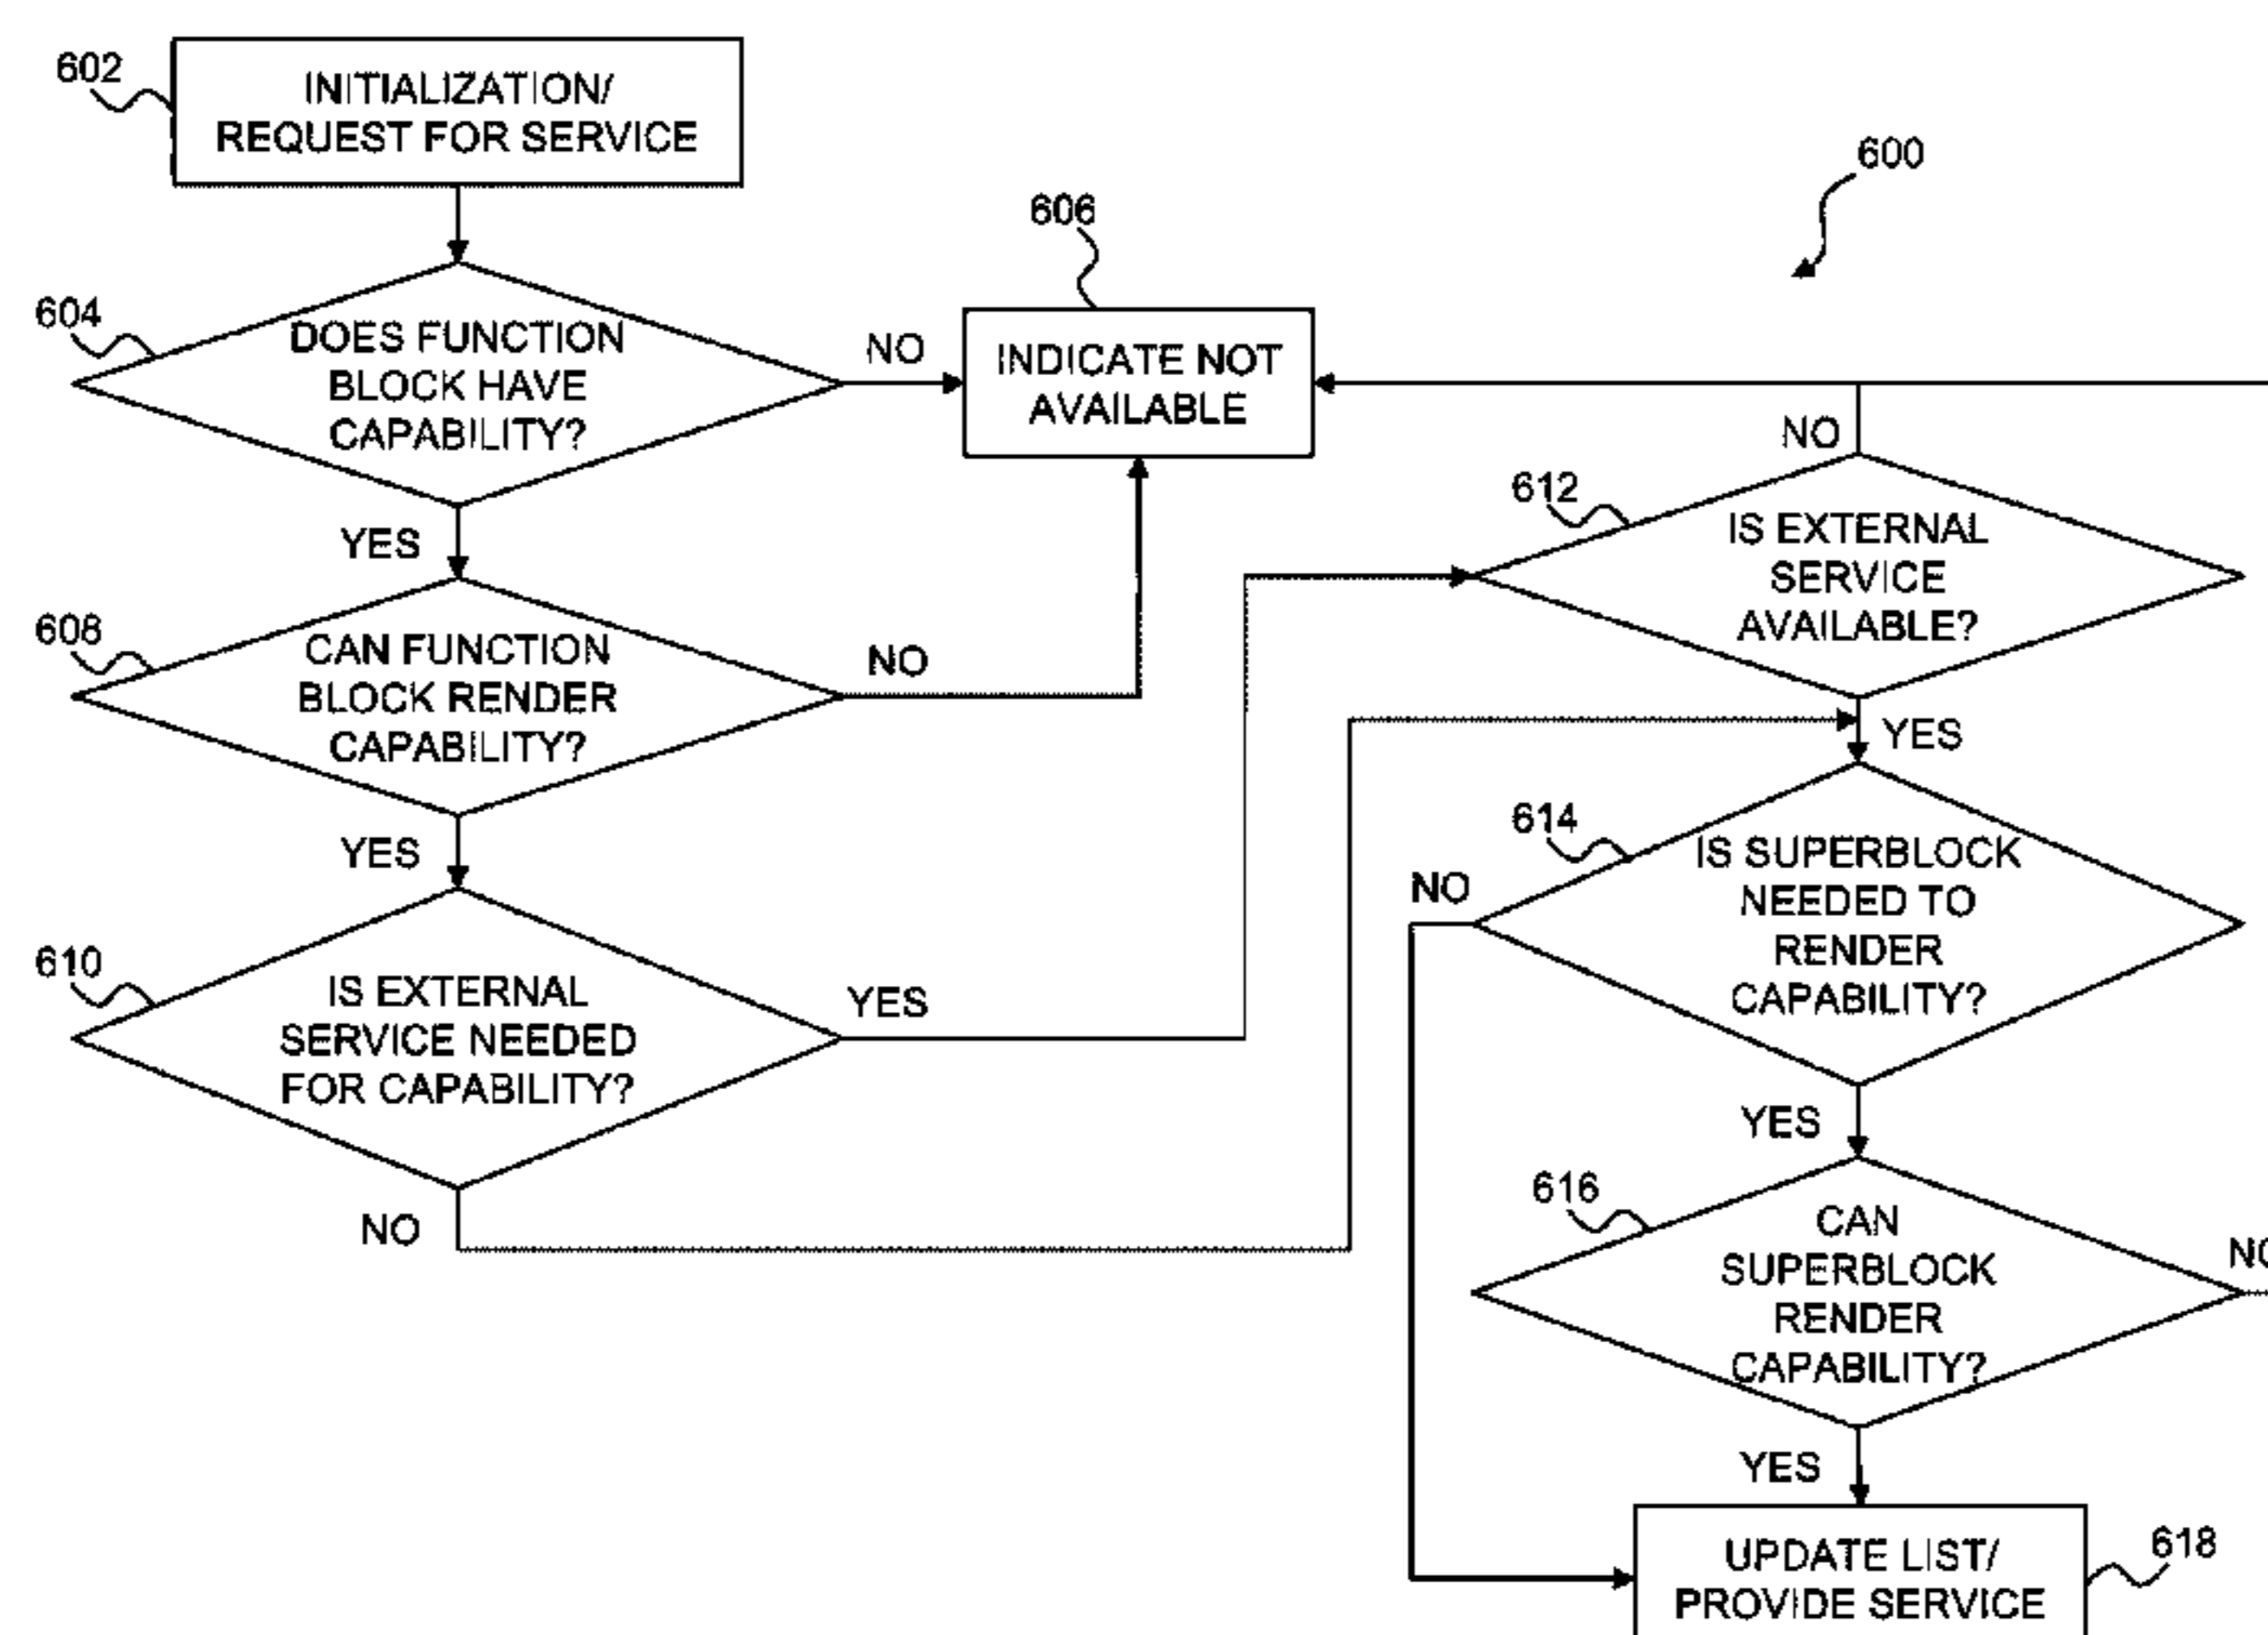 602
INITIALIZATION/
REQUEST FOR SERVICE
600
606
604
DOES FUNCTION
BLOCK HAVE
CAPABILITY?
NO
INDICATE NOT
AVAILABLE
NO
612
IS EXTERNAL
SERVICE
AVAILABLE?
YES
608
CAN FUNCTION
BLOCK RENDER
CAPABILITY?
NO
YES
614
IS SUPERBLOCK
NEEDED TO
RENDER
CAPABILITY?
NO
YES
610
IS EXTERNAL
SERVICE NEEDED
FOR CAPABILITY?
YES
NO
YES
616
CAN
SUPERBLOCK
RENDER
CAPABILITY?
YES
618
UPDATE LIST/
PROVIDE SERVICE